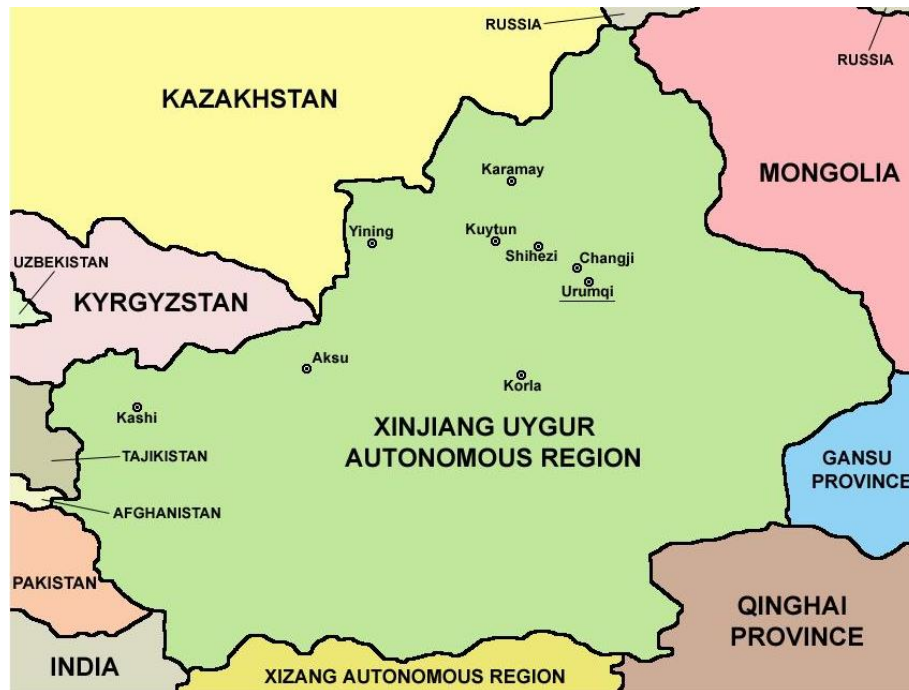 RUSSIA
RUSSIA
KAZAKHSTAN
MONGOLIA
Karamay
Yining
Kuytun
Shihezi
Changji
Urumqi
UZBEKISTAN
KYRGYZSTAN
Aksu
Korla
Kashi
XINJIANG UYGUR
AUTONOMOUS REGION
TAJIKISTAN
GANSU
PROVINCE
AFGHANISTAN
PAKISTAN
QINGHAI
PROVINCE
INDIA
XIZANG AUTONOMOUS REGION